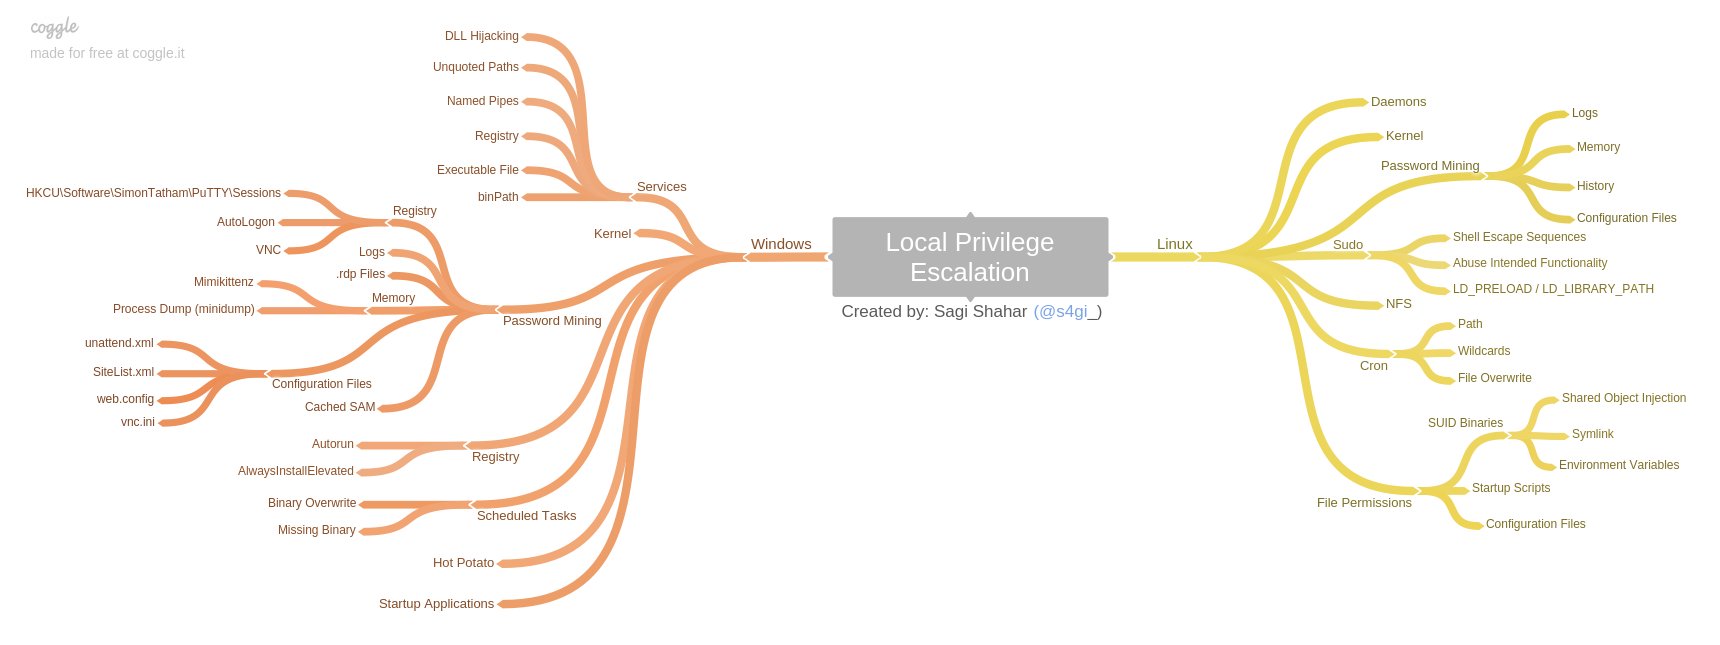 coggle
made for free at coggle.it
Local Privilege
Escalation
Created by: Sagi Shahar (@s4gi_)
Windows
Services
DLL Hijacking
Unquoted Paths
Named Pipes
Registry
Executable File
binPath
Kernel
Password Mining
Registry
HKCU\Software\SimonTatham\PuTTY\Sessions
AutoLogon
VNC
Logs
.rdp Files
Memory
Mimikittenz
Process Dump (minidump)
Configuration Files
unattend.xml
SiteList.xml
web.config
vnc.ini
Cached SAM
Registry
Autorun
AlwaysInstallElevated
Scheduled Tasks
Binary Overwrite
Missing Binary
Hot Potato
Startup Applications
Linux
Daemons
Kernel
Password Mining
Logs
Memory
History
Configuration Files
Sudo
Shell Escape Sequences
Abuse Intended Functionality
LD_PRELOAD / LD_LIBRARY_PATH
NFS
Cron
Path
Wildcards
File Overwrite
File Permissions
SUID Binaries
Shared Object Injection
Symlink
Environment Variables
Startup Scripts
Configuration Files